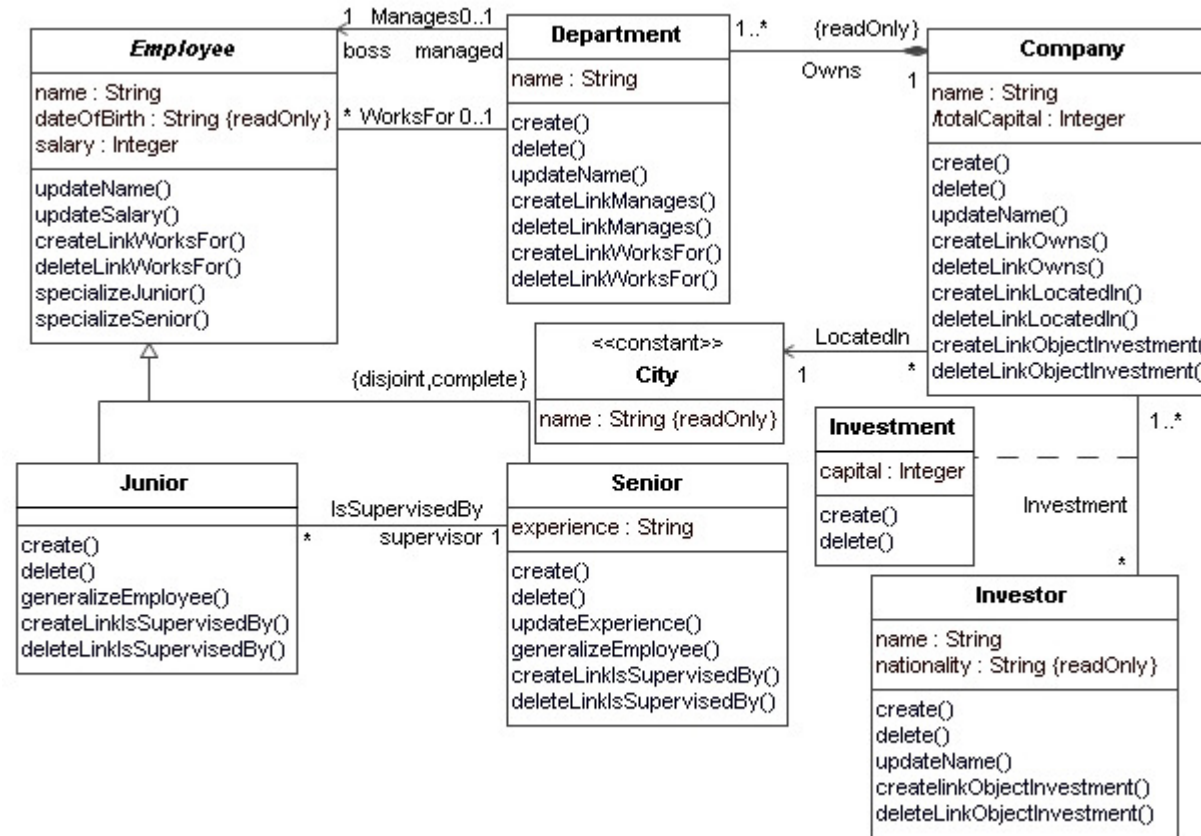 1 Manages 0..1
boss managed
Employee
name : String
dateOfBirth : String {readOnly}
salary : Integer
updateName()
updateSalary()
createLinkWorksFor()
deleteLinkWorksFor()
specializeJunior()
specializeSenior()
* WorksFor 0..1
Department
name : String
create()
delete()
updateName()
createLinkManages()
deleteLinkManages()
createLinkWorksFor()
deleteLinkWorksFor()
1..* {readOnly}
Owns 1
Company
name : String
/totalCapital : Integer
create()
delete()
updateName()
createLinkOwns()
deleteLinkOwns()
createLinkLocatedIn()
deleteLinkLocatedIn()
createLinkObjectInvestment(
deleteLinkObjectInvestment(
LocatedIn
1 *
<<constant>>
City
name : String {readOnly}
{disjoint,complete}
Junior
create()
delete()
generalizeEmployee()
createLinkIsSupervisedBy()
deleteLinkIsSupervisedBy()
IsSupervisedBy
* supervisor 1
Senior
experience : String
create()
delete()
updateExperience()
generalizeEmployee()
createLinkIsSupervisedBy()
deleteLinkIsSupervisedBy()
Investment
capital : Integer
create()
delete()
1..*
Investment
*
Investor
name : String
nationality : String {readOnly}
create()
delete()
updateName()
createlinkObjectInvestment()
deleteLinkObjectInvestment()